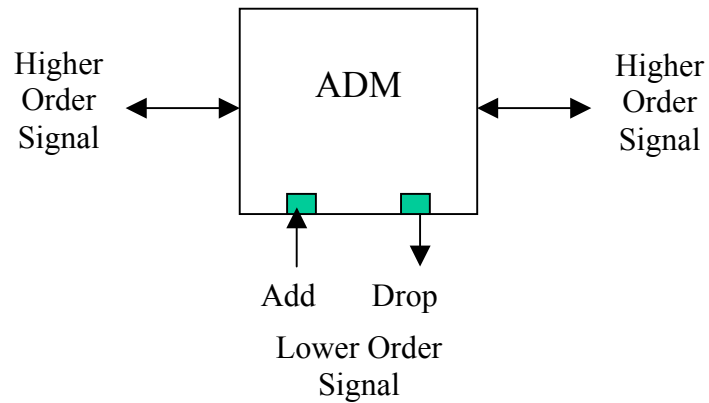 Higher
Order
Signal
ADM
Higher
Order
Signal
Add
Drop
Lower Order
Signal